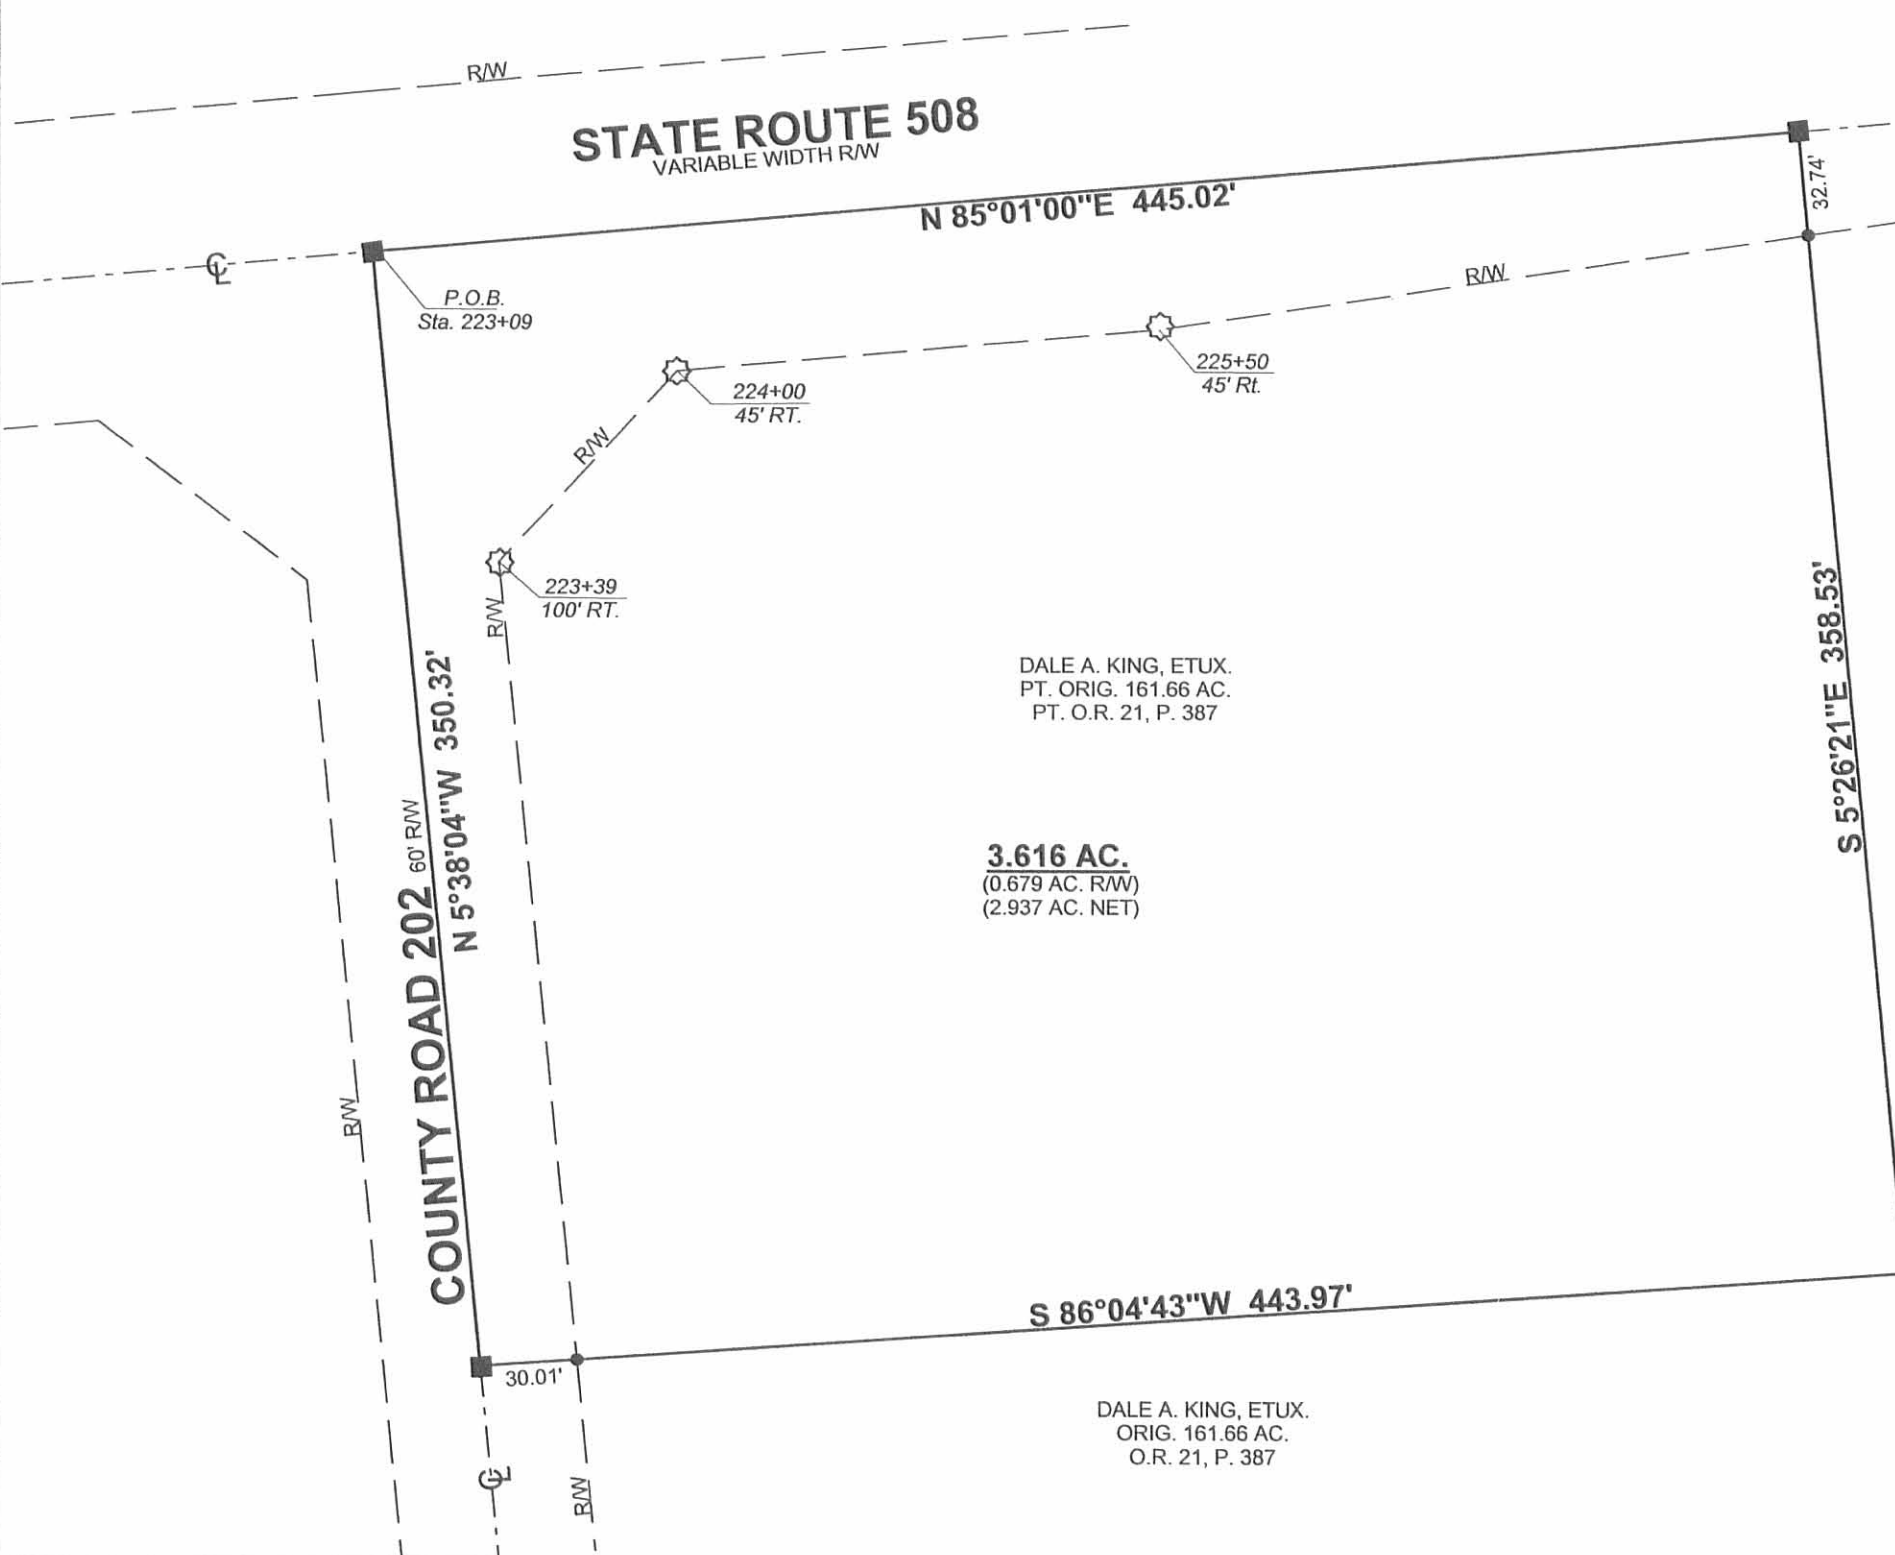 R/W
STATE ROUTE 508
VARIABLE WIDTH R/W
32.74'
N 85°01'00"E 445.02'
℄
P.O.B.
Sta. 223+09
R/W
225+50
45' Rt.
224+00
45' RT.
R/W
223+39
100' RT.
R/W
S 5°26'21"E 358.53'
DALE A. KING, ETUX.
PT. ORIG. 161.66 AC.
PT. O.R. 21, P. 387
N 5°38'04"W 350.32'
COUNTY ROAD 202 60' R/W
3.616 AC.
(0.679 AC. R/W)
(2.937 AC. NET)
R/W
S 86°04'43"W 443.97'
30.01'
DALE A. KING, ETUX.
ORIG. 161.66 AC.
O.R. 21, P. 387
℄
R/W